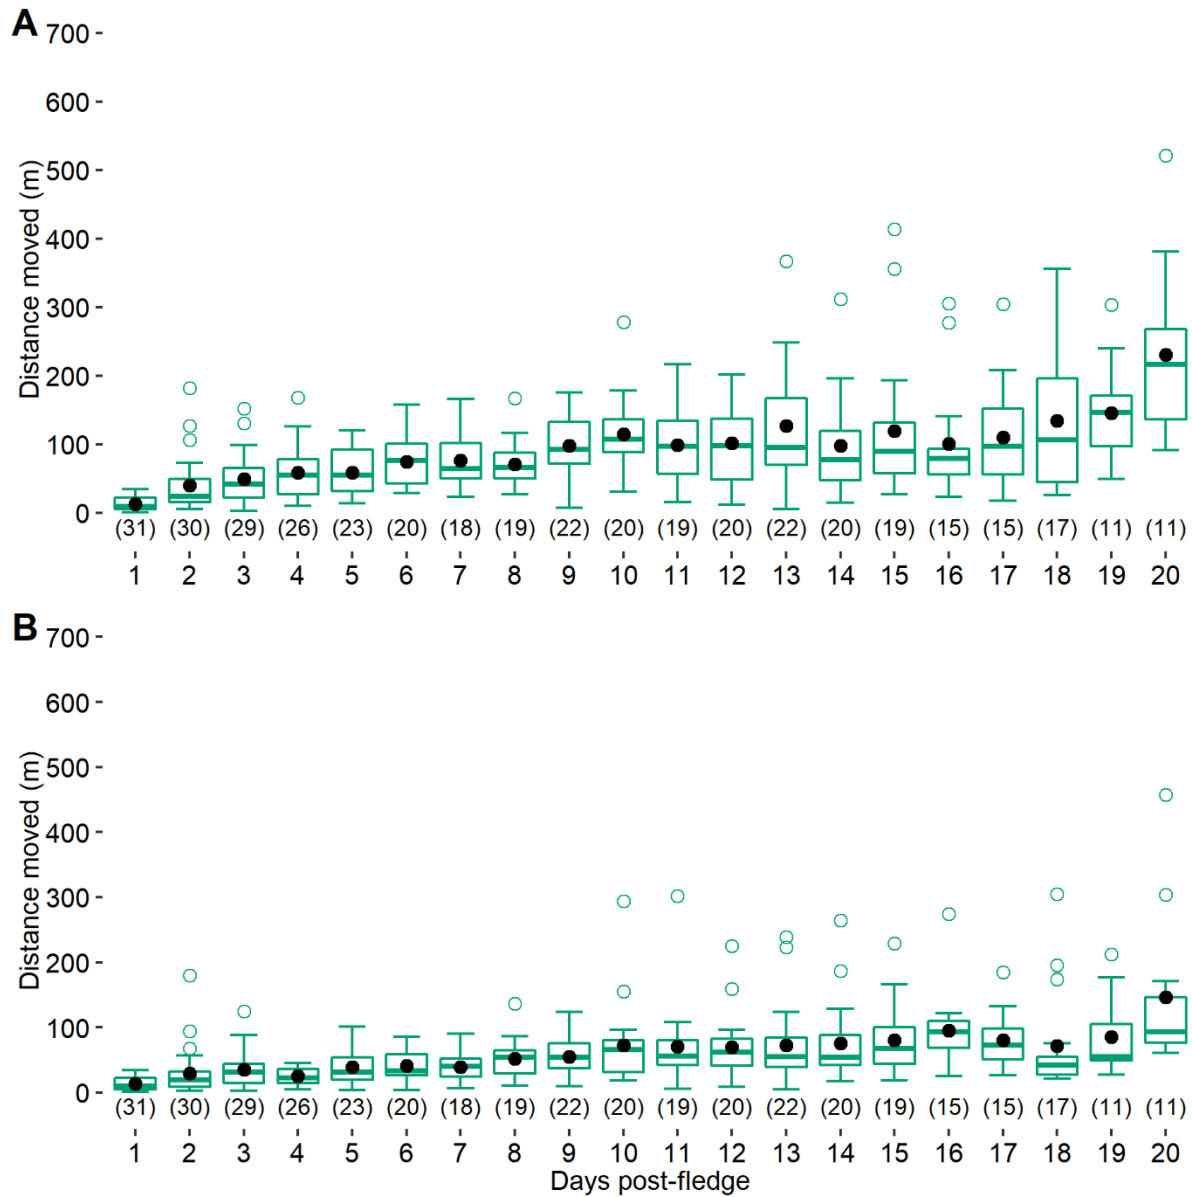 A
700
600
500
400
300
200
100
0
Distance moved (m)
(31) (30) (29) (26) (23) (20) (18) (19) (22) (20) (19) (20) (22) (20) (19) (15) (15) (17) (11) (11)
1 2 3 4 5 6 7 8 9 10 11 12 13 14 15 16 17 18 19 20
B
700
600
500
400
300
200
100
0
Distance moved (m)
(31) (30) (29) (26) (23) (20) (18) (19) (22) (20) (19) (20) (22) (20) (19) (15) (15) (17) (11) (11)
1 2 3 4 5 6 7 8 9 10 11 12 13 14 15 16 17 18 19 20
Days post-fledge